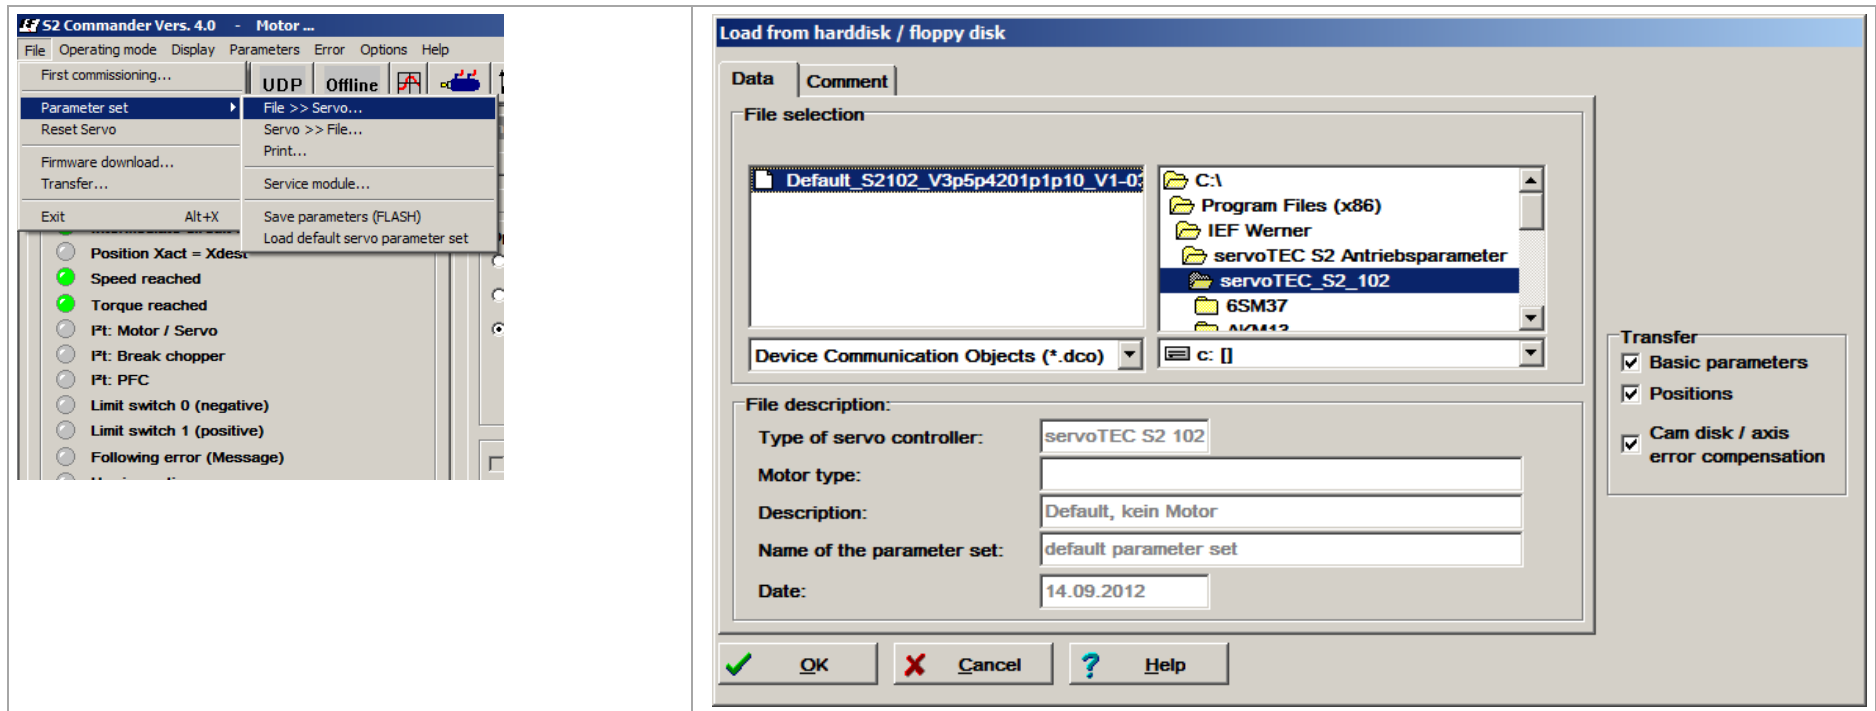 S2 Commander Vers. 4.0 - Motor ...
File Operating mode Display Parameters Error Options Help
First commissioning...
UDP Offline
Parameter set
File >> Servo...
Reset Servo
Servo >> File...
Print...
Firmware download...
Transfer...
Service module...
Exit Alt+X
Save parameters (FLASH)
Load default servo parameter set
Position Xact = Xdest
Speed reached
Torque reached
I²t: Motor / Servo
I²t: Break chopper
I²t: PFC
Limit switch 0 (negative)
Limit switch 1 (positive)
Following error (Message)
Load from harddisk / floppy disk
Data Comment
File selection
Default_S2102_V3p5p4201p1p10_V1-0
C:\
Program Files (x86)
IEF Werner
servoTEC S2 Antriebsparameter
servoTEC_S2_102
6SM37
AKM13
Device Communication Objects (*.dco)
c: []
Transfer
Basic parameters
Positions
Cam disk / axis
error compensation
File description:
Type of servo controller: servoTEC S2 102
Motor type:
Description: Default, kein Motor
Name of the parameter set: default parameter set
Date: 14.09.2012
OK Cancel Help